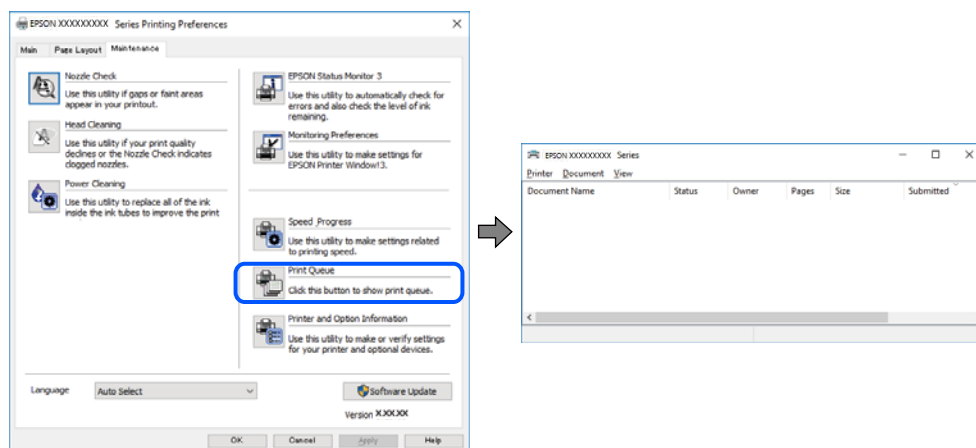 EPSON XXXXXXXXX Series Printing Preferences
Main Page Layout Maintenance
Nozzle Check
Use this utility if gaps or faint areas
appear in your printout.
Head Cleaning
Use this utility if your print quality
declines or the Nozzle Check indicates
clogged nozzles.
Power Cleaning
Use this utility to replace all of the ink
inside the ink tubes to improve the print
EPSON Status Monitor 3
Use this utility to automatically check for
errors and also check the level of ink
remaining.
Monitoring Preferences
Use this utility to make settings for
EPSON Printer Window!3.
Speed Progress
Use this utility to make settings related
to printing speed.
Print Queue
Click this button to show print queue.
Printer and Option Information
Use this utility to make or verify settings
for your printer and optional devices.
Language Auto Select Software Update
Version X.XX.XX
OK Cancel Apply Help
EPSON XXXXXXXXX Series
Printer Document View
Document Name Status Owner Pages Size Submitted